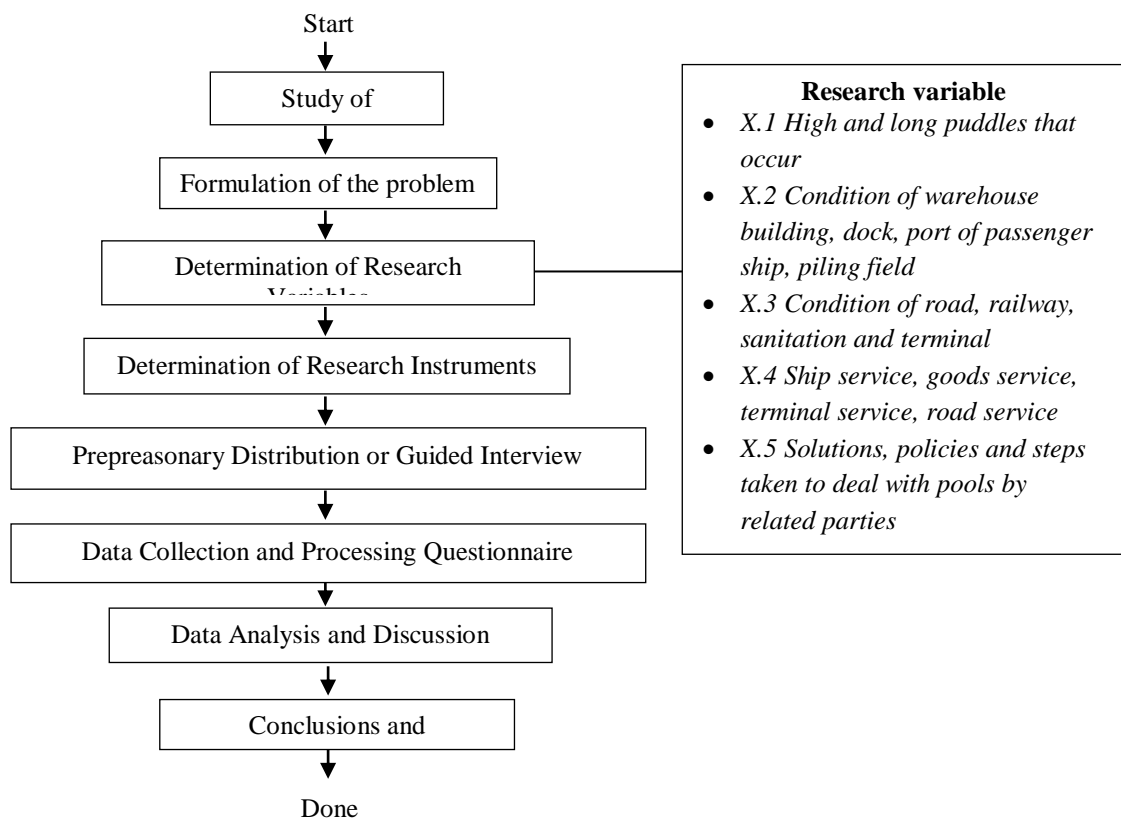 Start
Study of
Formulation of the problem
Determination of Research
Variables
Determination of Research Instruments
Prepreasonary Distribution or Guided Interview
Data Collection and Processing Questionnaire
Data Analysis and Discussion
Conclusions and
Done
Research variable
• X.1 High and long puddles that
occur
• X.2 Condition of warehouse
building, dock, port of passenger
ship, piling field
• X.3 Condition of road, railway,
sanitation and terminal
• X.4 Ship service, goods service,
terminal service, road service
• X.5 Solutions, policies and steps
taken to deal with pools by
related parties